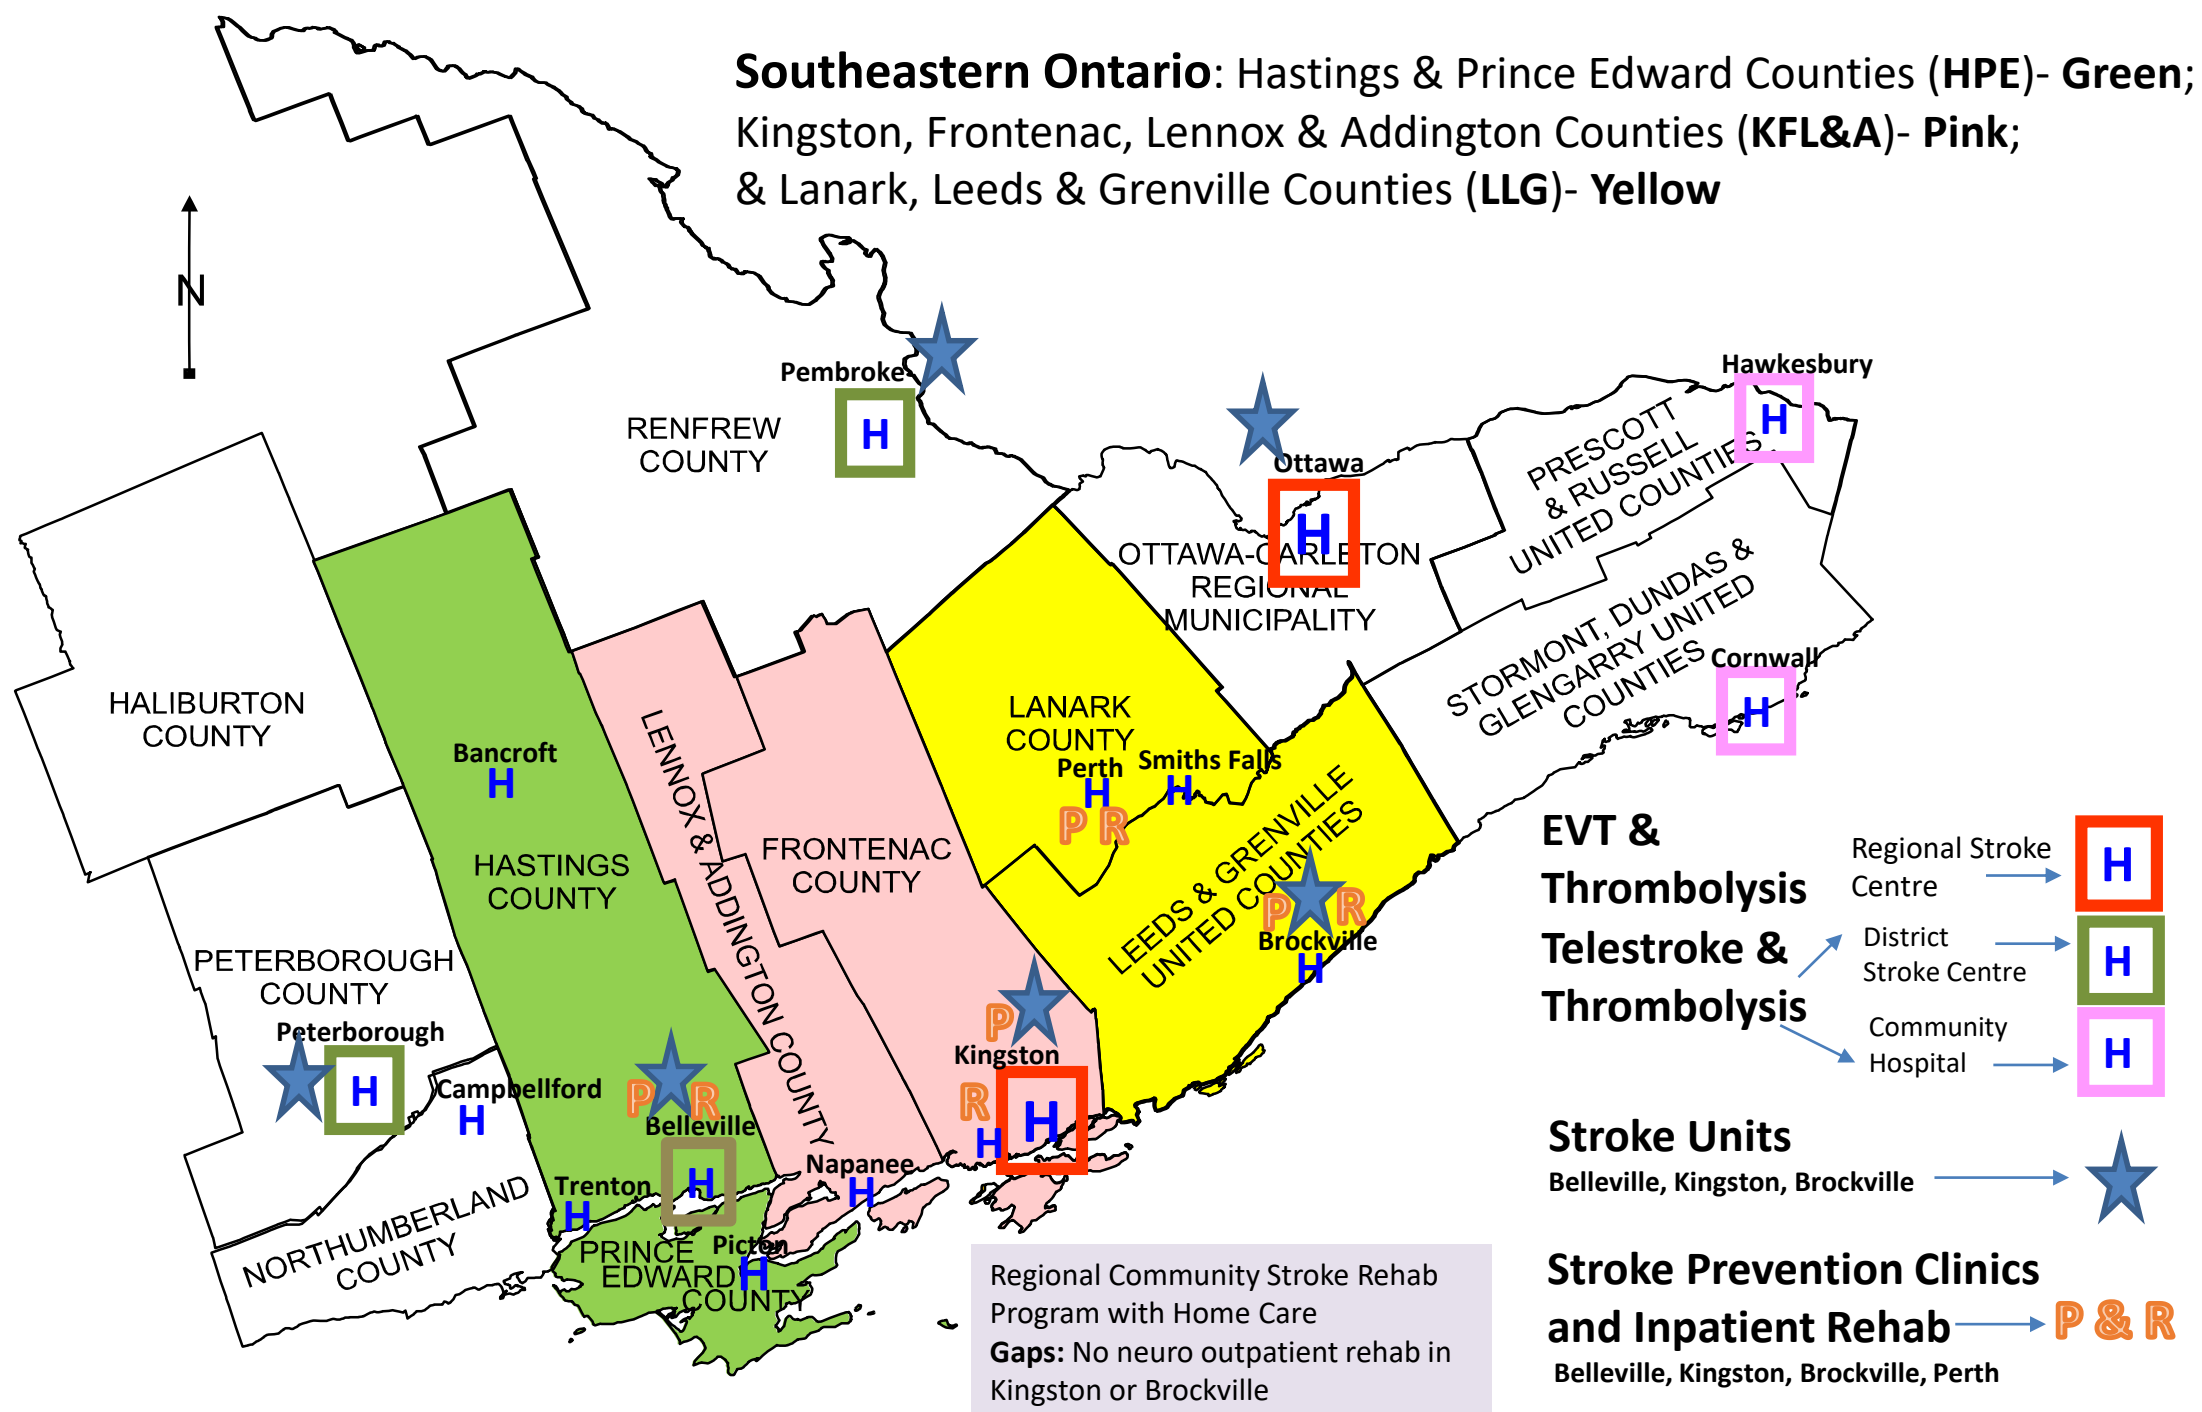 Southeastern Ontario: Hastings & Prince Edward Counties (HPE)- Green;
Kingston, Frontenac, Lennox & Addington Counties (KFL&A)- Pink;
& Lanark, Leeds & Grenville Counties (LLG)- Yellow
N
Pembroke
H
RENFREW
COUNTY
Ottawa
H
OTTAWA-CARLETON
REGIONAL
MUNICIPALITY
Hawkesbury
H
PRESCOTT
& RUSSELL
UNITED COUNTIES
STORMONT, DUNDAS &
GLENGARRY UNITED
COUNTIES
Cornwall
H
HALIBURTON
COUNTY
Bancroft
H
HASTINGS
COUNTY
LENNOX & ADDINGTON COUNTY
FRONTENAC
COUNTY
LANARK
COUNTY
Perth
H
P R
Smiths Falls
H
LEEDS & GRENVILLE
UNITED COUNTIES
P R
Brockville
H
PETERBOROUGH
COUNTY
Peterborough
H
Campbellford
H
NORTHUMBERLAND
COUNTY
P R
Belleville
H
Trenton
H
PRINCE
EDWARD
COUNTY
Picton
H
Napanee
H
P
Kingston
R
H
H
EVT &
Thrombolysis
Regional Stroke
Centre
H
Telestroke &
Thrombolysis
District
Stroke Centre
H
Community
Hospital
H
Stroke Units
Belleville, Kingston, Brockville
Stroke Prevention Clinics
and Inpatient Rehab
P & R
Belleville, Kingston, Brockville, Perth
Regional Community Stroke Rehab
Program with Home Care
Gaps: No neuro outpatient rehab in
Kingston or Brockville